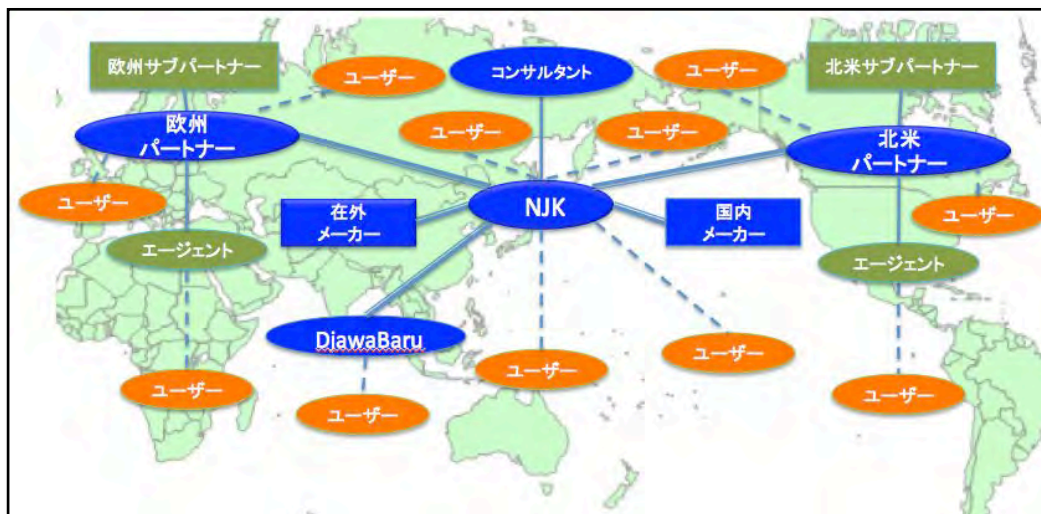 欧州サブパートナー
ユーザー
コンサルタント
ユーザー
北米サブパートナー
欧州
パートナー
ユーザー
ユーザー
北米
パートナー
ユーザー
在外
メーカー
NJK
国内
メーカー
ユーザー
エージェント
エージェント
DjawaBaru
ユーザー
ユーザー
ユーザー
ユーザー
ユーザー